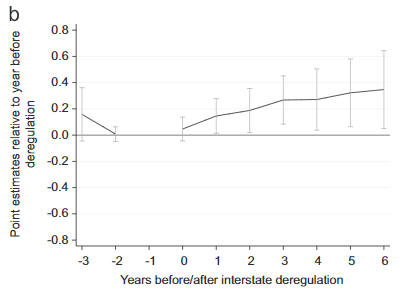 b
Point estimates relative to year before
deregulation
0.8
0.6
0.4
0.2
0.0
-0.2
-0.4
-0.6
-0.8
-3 -2 -1 0 1 2 3 4 5 6
Years before/after interstate deregulation